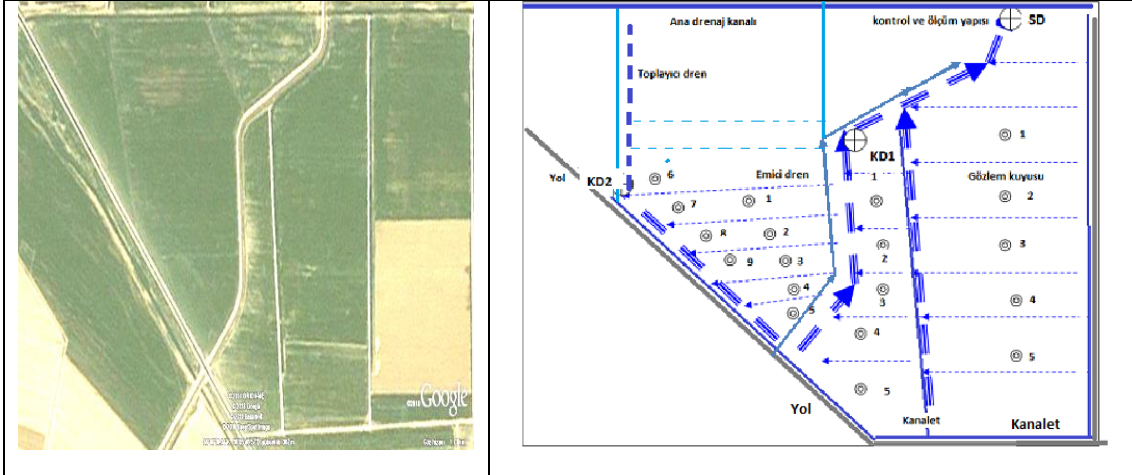 Google
Ana drenaj kanalı
kontrol ve ölçüm yapısı
SD
Toplayıcı dren
Yol
KD2
6
Emici dren
KD1
1
Gözlem kuyusu
1
7
1
2
8
2
2
3
9
3
3
4
4
5
4
5
5
Yol
Kanalet
Kanalet